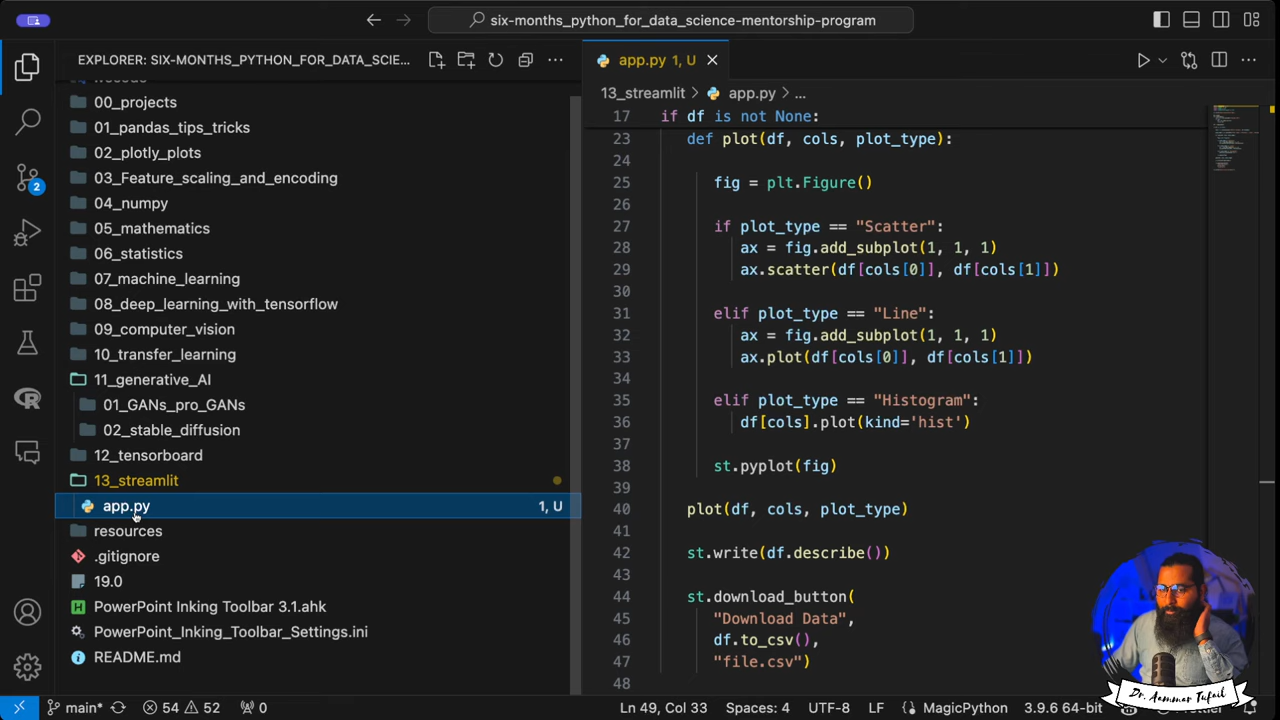 six-months_python_for_data_science-mentorship-program
EXPLORER: SIX-MONTHS_PYTHON_FOR_DATA_SCIE...
00_projects
01_pandas_tips_tricks
02_plotly_plots
03_Feature_scaling_and_encoding
04_numpy
05_mathematics
06_statistics
07_machine_learning
08_deep_learning_with_tensorflow
09_computer_vision
10_transfer_learning
11_generative_AI
01_GANs_pro_GANs
02_stable_diffusion
12_tensorboard
13_streamlit
app.py 1, U
resources
.gitignore
19.0
PowerPoint Inking Toolbar 3.1.ahk
PowerPoint_Inking_Toolbar_Settings.ini
README.md
2
app.py 1, U
13_streamlit > app.py > ...
17 if df is not None:
23 def plot(df, cols, plot_type):
24
25 fig = plt.Figure()
26
27 if plot_type == "Scatter":
28 ax = fig.add_subplot(1, 1, 1)
29 ax.scatter(df[cols[0]], df[cols[1]])
30
31 elif plot_type == "Line":
32 ax = fig.add_subplot(1, 1, 1)
33 ax.plot(df[cols[0]], df[cols[1]])
34
35 elif plot_type == "Histogram":
36 df[cols].plot(kind='hist')
37
38 st.pyplot(fig)
39
40 plot(df, cols, plot_type)
41
42 st.write(df.describe())
43
44 st.download_button(
45 "Download Data",
46 df.to_csv(),
47 "file.csv")
48
Dr. Aammar Tufail
main* 54 52 0 Ln 49, Col 33 Spaces: 4 UTF-8 LF MagicPython 3.9.6 64-bit